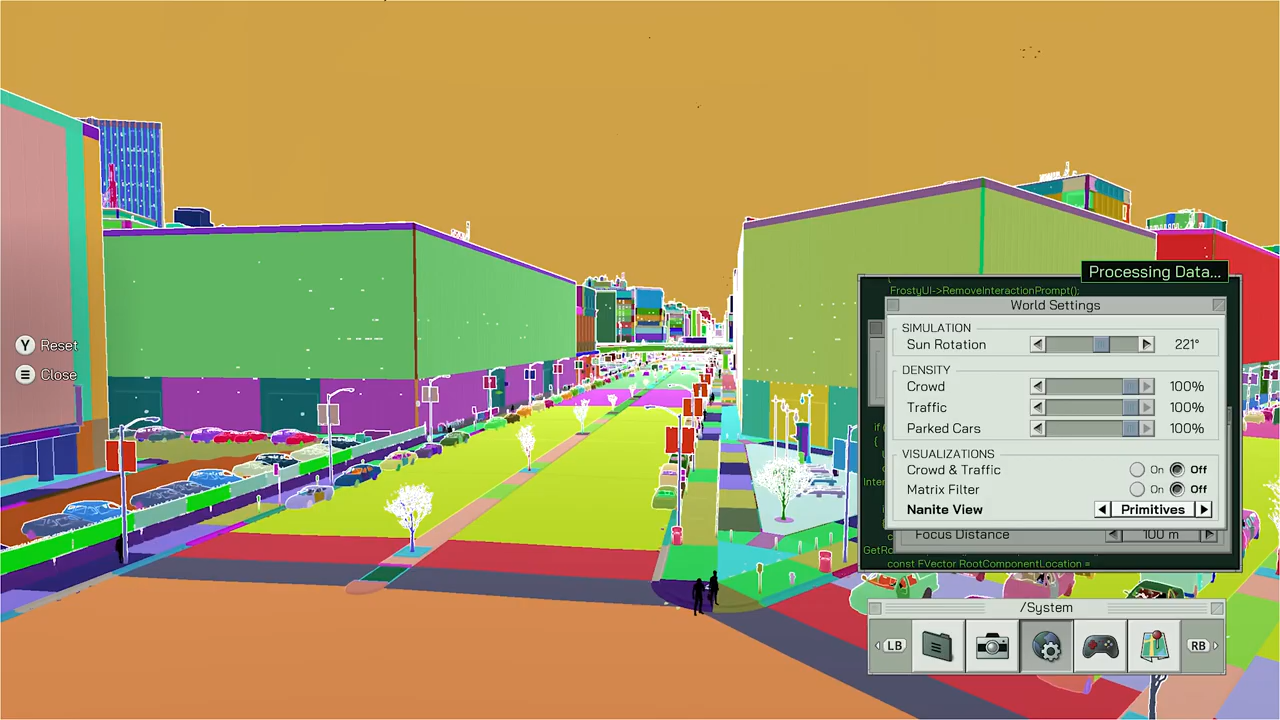 Processing Data...
FrostyUI->RemoveInteractionPrompt();
World Settings
SIMULATION
Sun Rotation 221°
DENSITY
Crowd 100%
Traffic 100%
Parked Cars 100%
VISUALIZATIONS
Crowd & Traffic On Off
Matrix Filter On Off
Nanite View Primitives
Focus Distance 100 m
const FVector RootComponentLocation =
/System
LB RB
Y Reset
Close